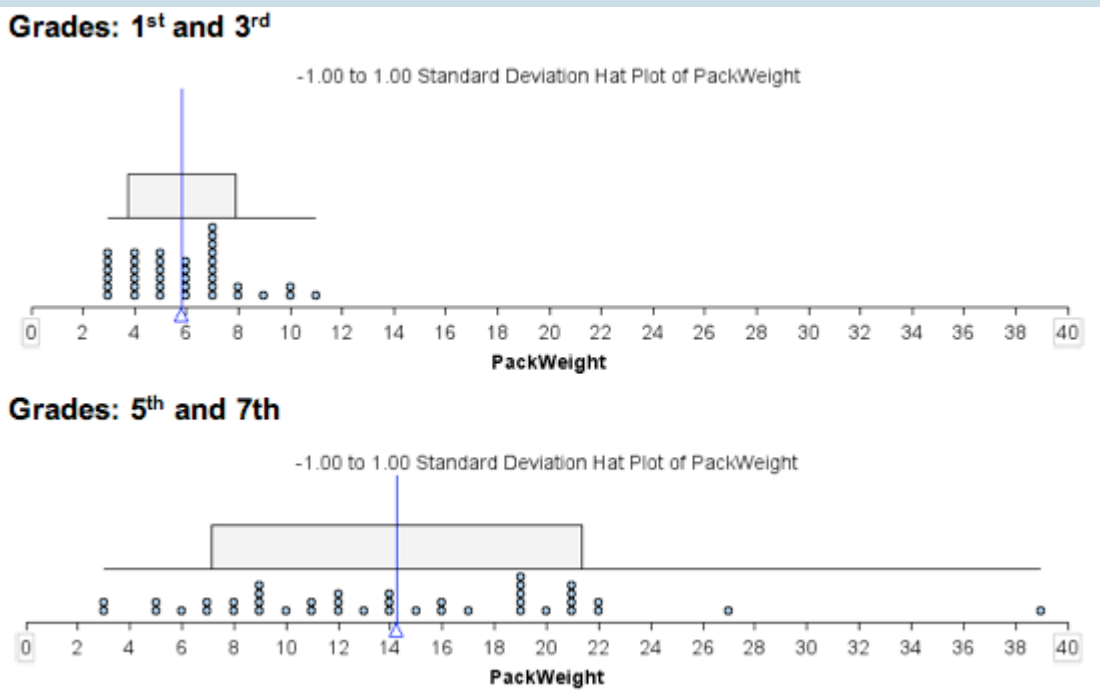 Grades: 1st and 3rd
-1.00 to 1.00 Standard Deviation Hat Plot of PackWeight
0 2 4 6 8 10 12 14 16 18 20 22 24 26 28 30 32 34 36 38 40
PackWeight
Grades: 5th and 7th
-1.00 to 1.00 Standard Deviation Hat Plot of PackWeight
0 2 4 6 8 10 12 14 16 18 20 22 24 26 28 30 32 34 36 38 40
PackWeight